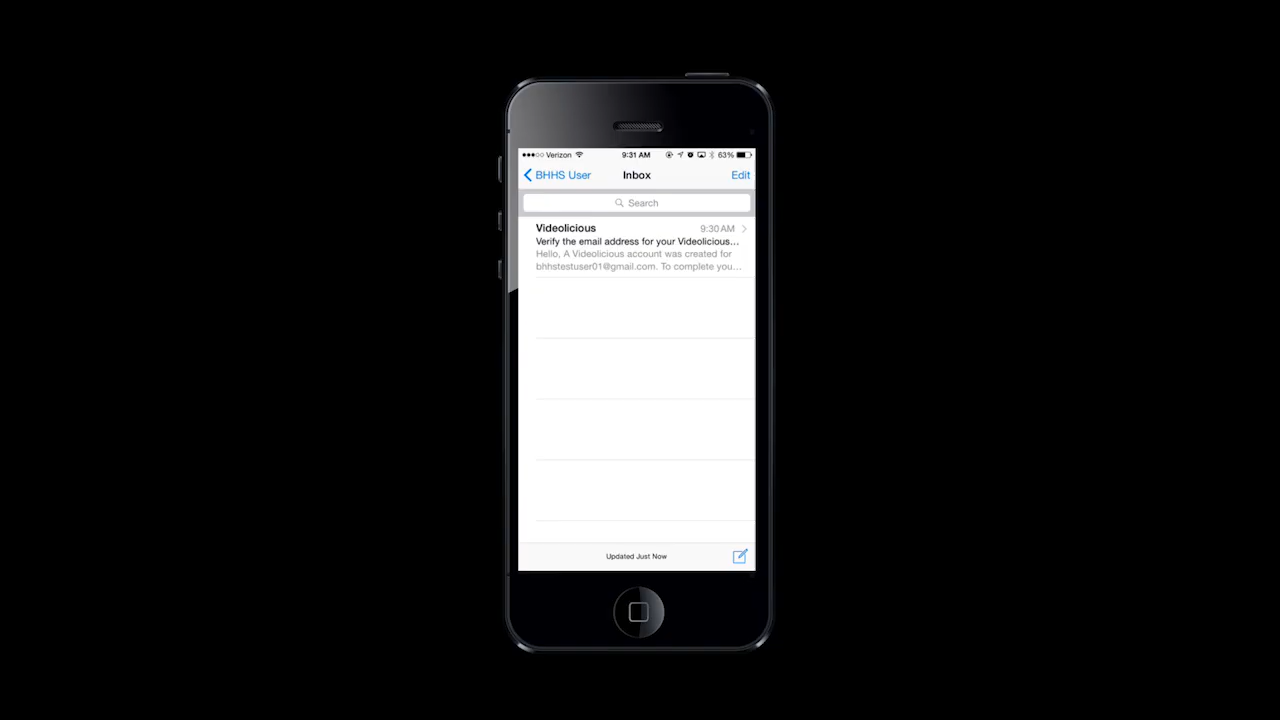 Verizon 9:31 AM 63%
BHHS User Inbox Edit
Search
Videolicious 9:30 AM
Verify the email address for your Videolicious...
Hello, A Videolicious account was created for
bhhstestuser01@gmail.com. To complete you...
Updated Just Now